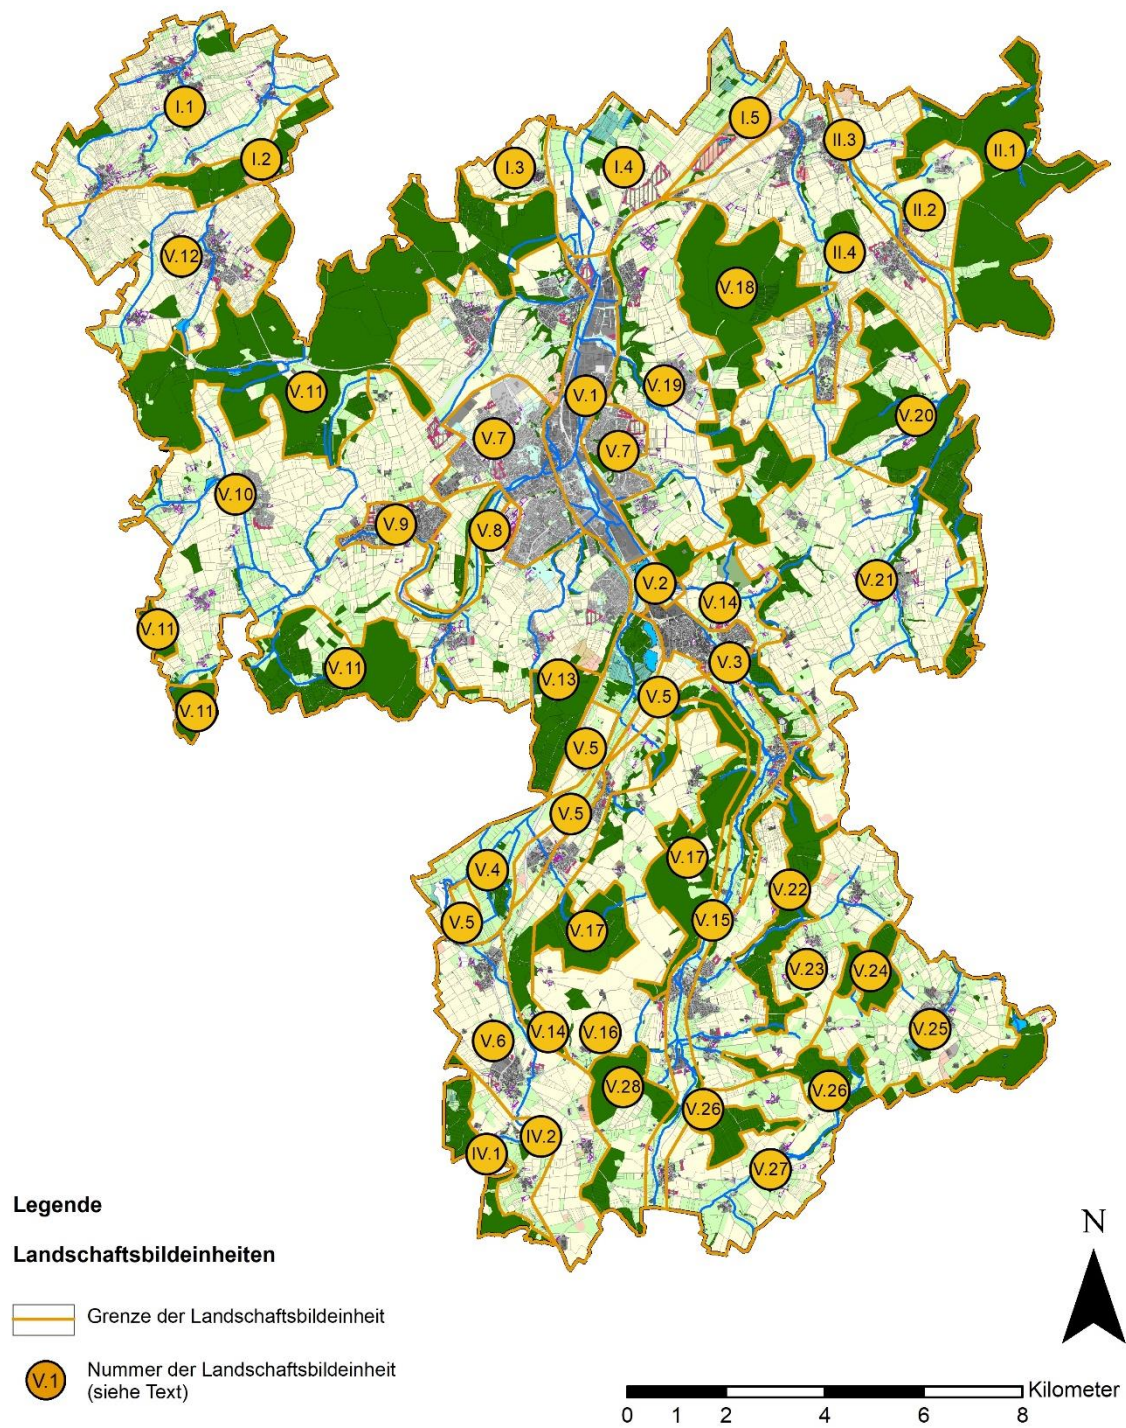 I.1
I.2
I.3
I.4
I.5
II.3
II.1
II.2
II.4
V.12
V.18
V.11
V.1
V.19
V.20
V.7
V.7
V.10
V.9
V.8
V.2
V.14
V.21
V.11
V.11
V.3
V.13
V.5
V.11
V.5
V.5
V.17
V.4
V.22
V.5
V.15
V.17
V.23
V.24
V.6
V.14
V.16
V.25
V.28
V.26
V.26
IV.2
IV.1
V.27
Legende
Landschaftsbildeinheiten
Grenze der Landschaftsbildeinheit
V.1 Nummer der Landschaftsbildeinheit
(siehe Text)
N
Kilometer
0 1 2 4 6 8